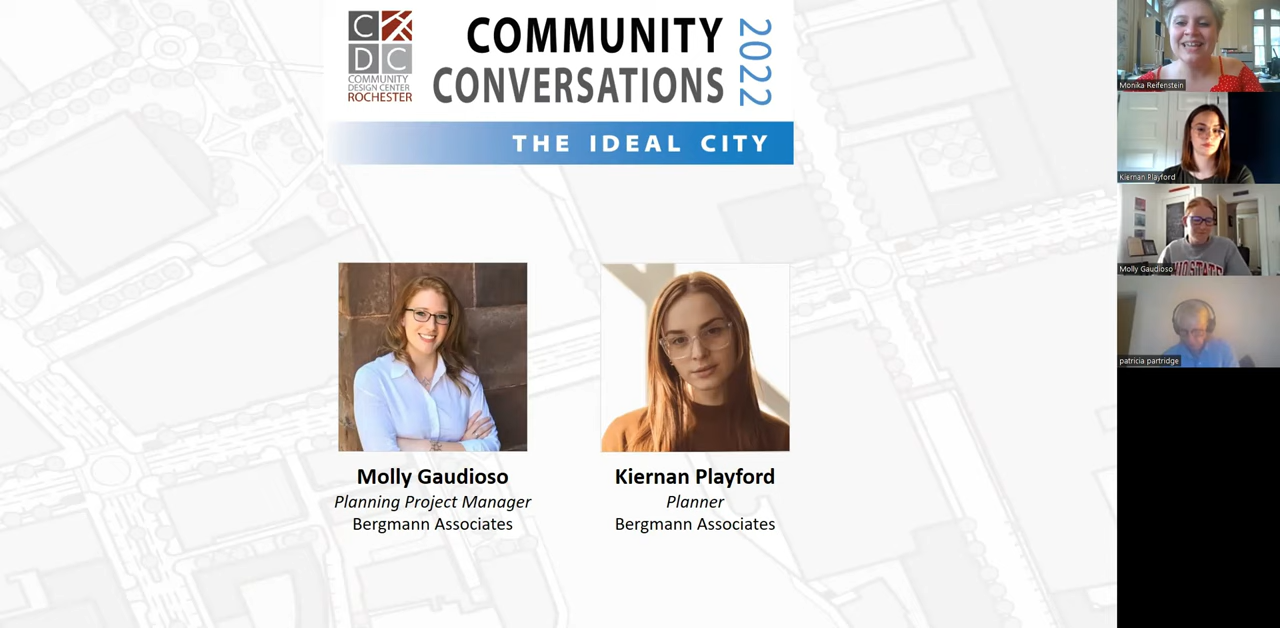 C
DC
COMMUNITY
DESIGN CENTER
ROCHESTER
COMMUNITY
CONVERSATIONS
2022
THE IDEAL CITY
Molly Gaudioso
Planning Project Manager
Bergmann Associates
Kiernan Playford
Planner
Bergmann Associates
Monika Reifenstein
Kiernan Playford
Molly Gaudioso
patricia partridge